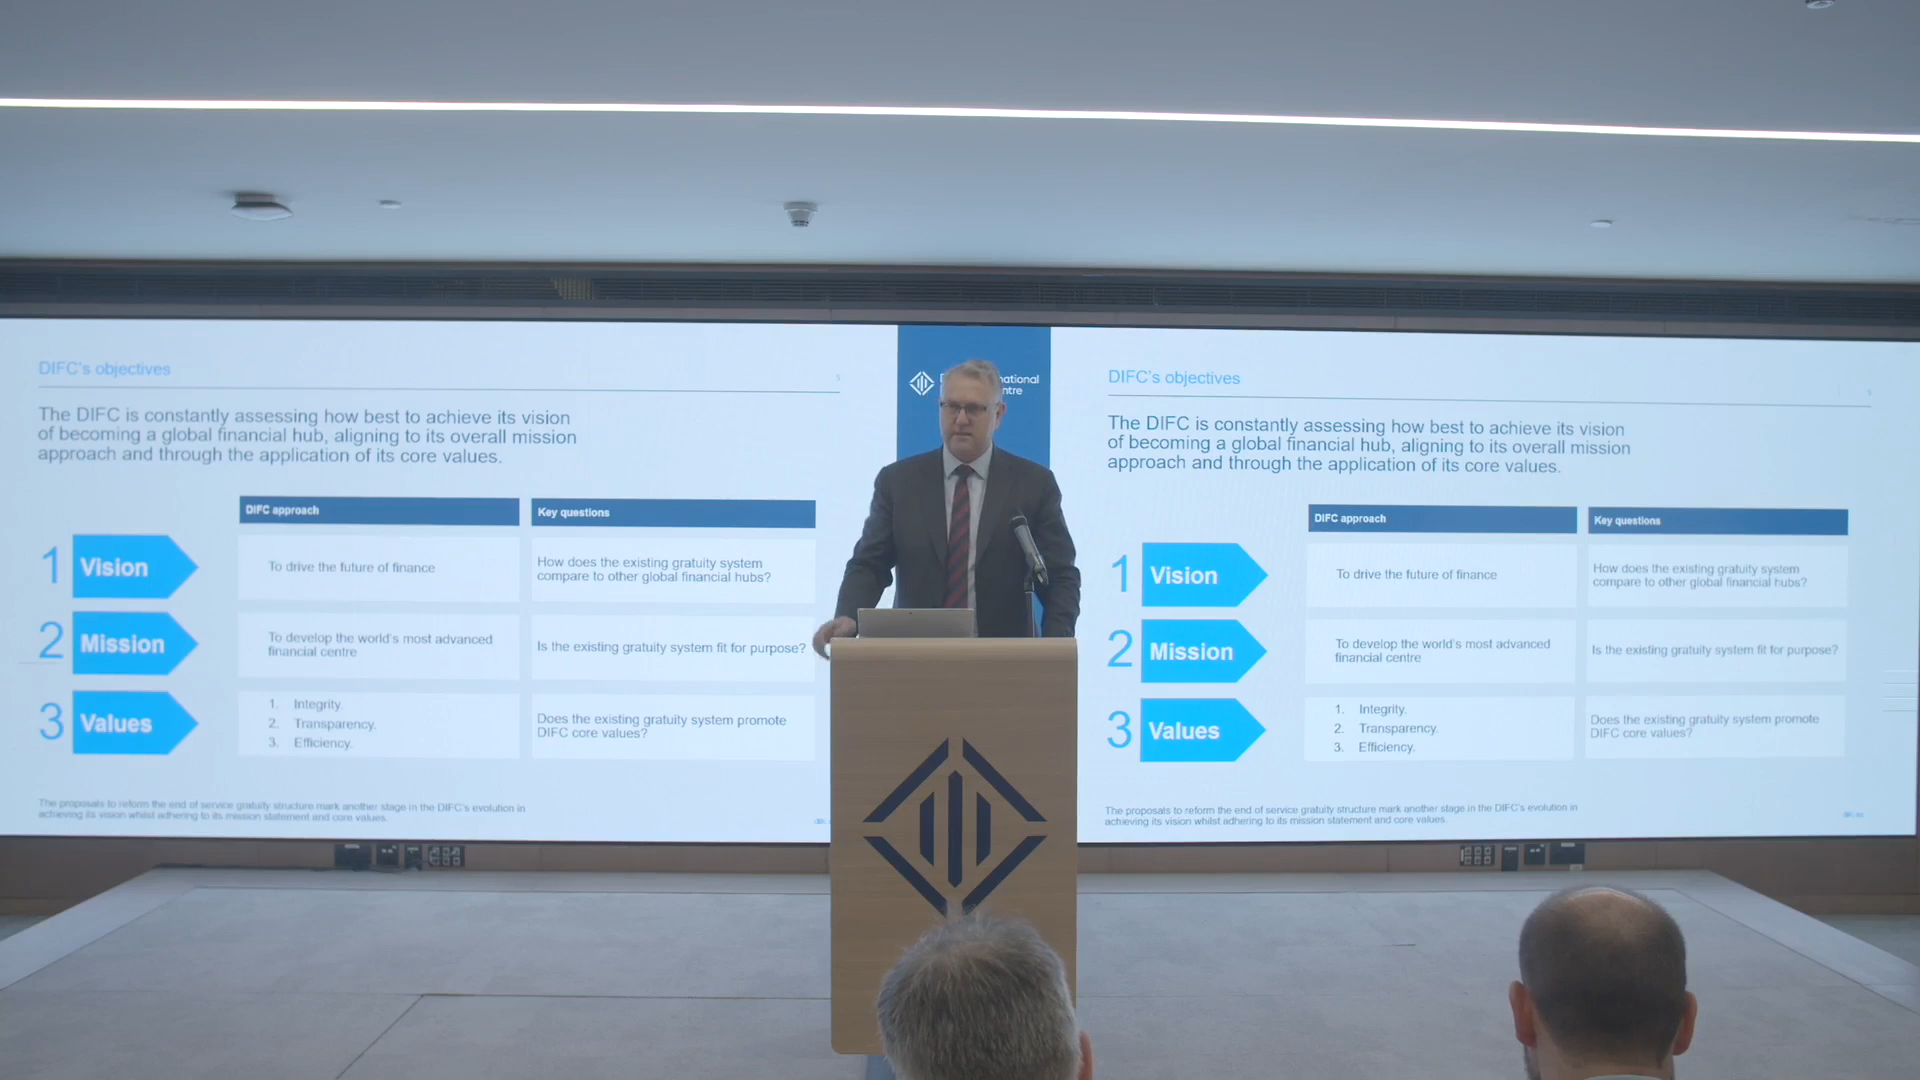 DIFC's objectives
5
The DIFC is constantly assessing how best to achieve its vision
of becoming a global financial hub, aligning to its overall mission
approach and through the application of its core values.
DIFC approach
Key questions
1
Vision
To drive the future of finance
How does the existing gratuity system
compare to other global financial hubs?
2
Mission
To develop the world's most advanced
financial centre
Is the existing gratuity system fit for purpose?
3
Values
1. Integrity.
2. Transparency.
3. Efficiency.
Does the existing gratuity system promote
DIFC core values?
The proposals to reform the end of service gratuity structure mark another stage in the DIFC's evolution in
achieving its vision whilst adhering to its mission statement and core values.
DIFC's objectives
The DIFC is constantly assessing how best to achieve its vision
of becoming a global financial hub, aligning to its overall mission
approach and through the application of its core values.
DIFC approach
Key questions
1
Vision
To drive the future of finance
How does the existing gratuity system
compare to other global financial hubs?
2
Mission
To develop the world's most advanced
financial centre
Is the existing gratuity system fit for purpose?
3
Values
1. Integrity.
2. Transparency.
3. Efficiency.
Does the existing gratuity system promote
DIFC core values?
The proposals to reform the end of service gratuity structure mark another stage in the DIFC's evolution in
achieving its vision whilst adhering to its mission statement and core values.